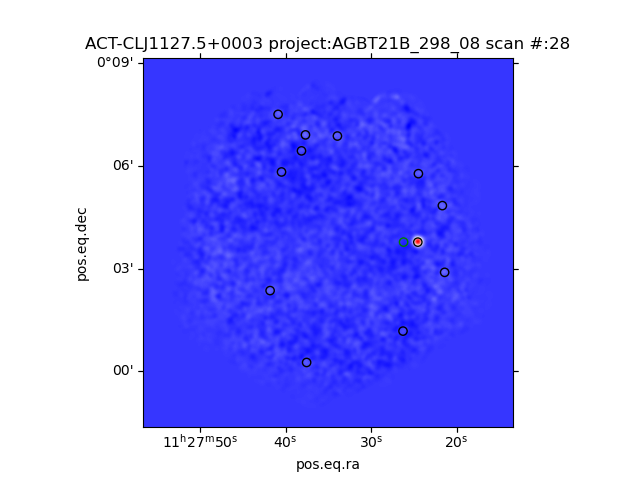 ACT-CLJ1127.5+0003 project:AGBT21B_298_08 scan #:28
0°09'
06'
03'
00'
pos.eq.dec
11ʰ27ᵐ50ˢ 40ˢ 30ˢ 20ˢ
pos.eq.ra